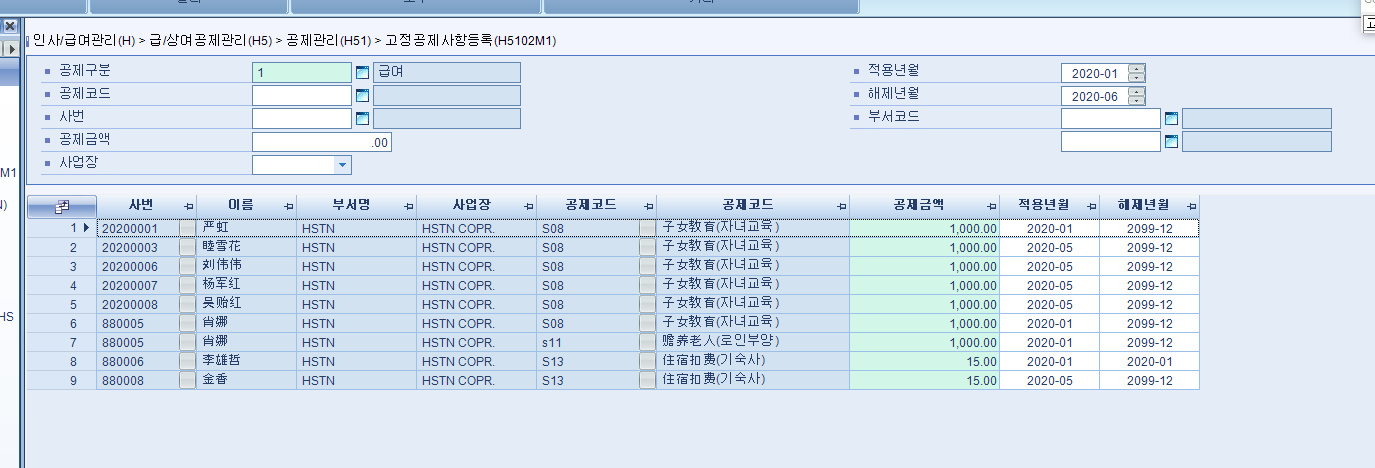 인사/급여관리(H) > 급/상여공제관리(H5) > 공제관리(H51) > 고정공제사항등록(H5102M1)
공제구분 1 급여 적용년월 2020-01
공제코드 해제년월 2020-06
사번 부서코드
공제금액 .00
사업장
M1
HS
사번 이름 부서명 사업장 공제코드 공제코드 공제금액 적용년월 해제년월
1 20200001 严虹 HSTN HSTN COPR. S08 子女教育(자녀교육) 1,000.00 2020-01 2099-12
2 20200003 睦雪花 HSTN HSTN COPR. S08 子女教育(자녀교육) 1,000.00 2020-05 2099-12
3 20200006 刘伟伟 HSTN HSTN COPR. S08 子女教育(자녀교육) 1,000.00 2020-05 2099-12
4 20200007 杨军红 HSTN HSTN COPR. S08 子女教育(자녀교육) 1,000.00 2020-05 2099-12
5 20200008 吴贻红 HSTN HSTN COPR. S08 子女教育(자녀교육) 1,000.00 2020-05 2099-12
6 880005 肖娜 HSTN HSTN COPR. S08 子女教育(자녀교육) 1,000.00 2020-01 2099-12
7 880005 肖娜 HSTN HSTN COPR. s11 赡养老人(로인부양) 1,000.00 2020-01 2099-12
8 880006 李雄哲 HSTN HSTN COPR. S13 住宿扣费(기숙사) 15.00 2020-01 2020-01
9 880008 金香 HSTN HSTN COPR. S13 住宿扣费(기숙사) 15.00 2020-05 2099-12